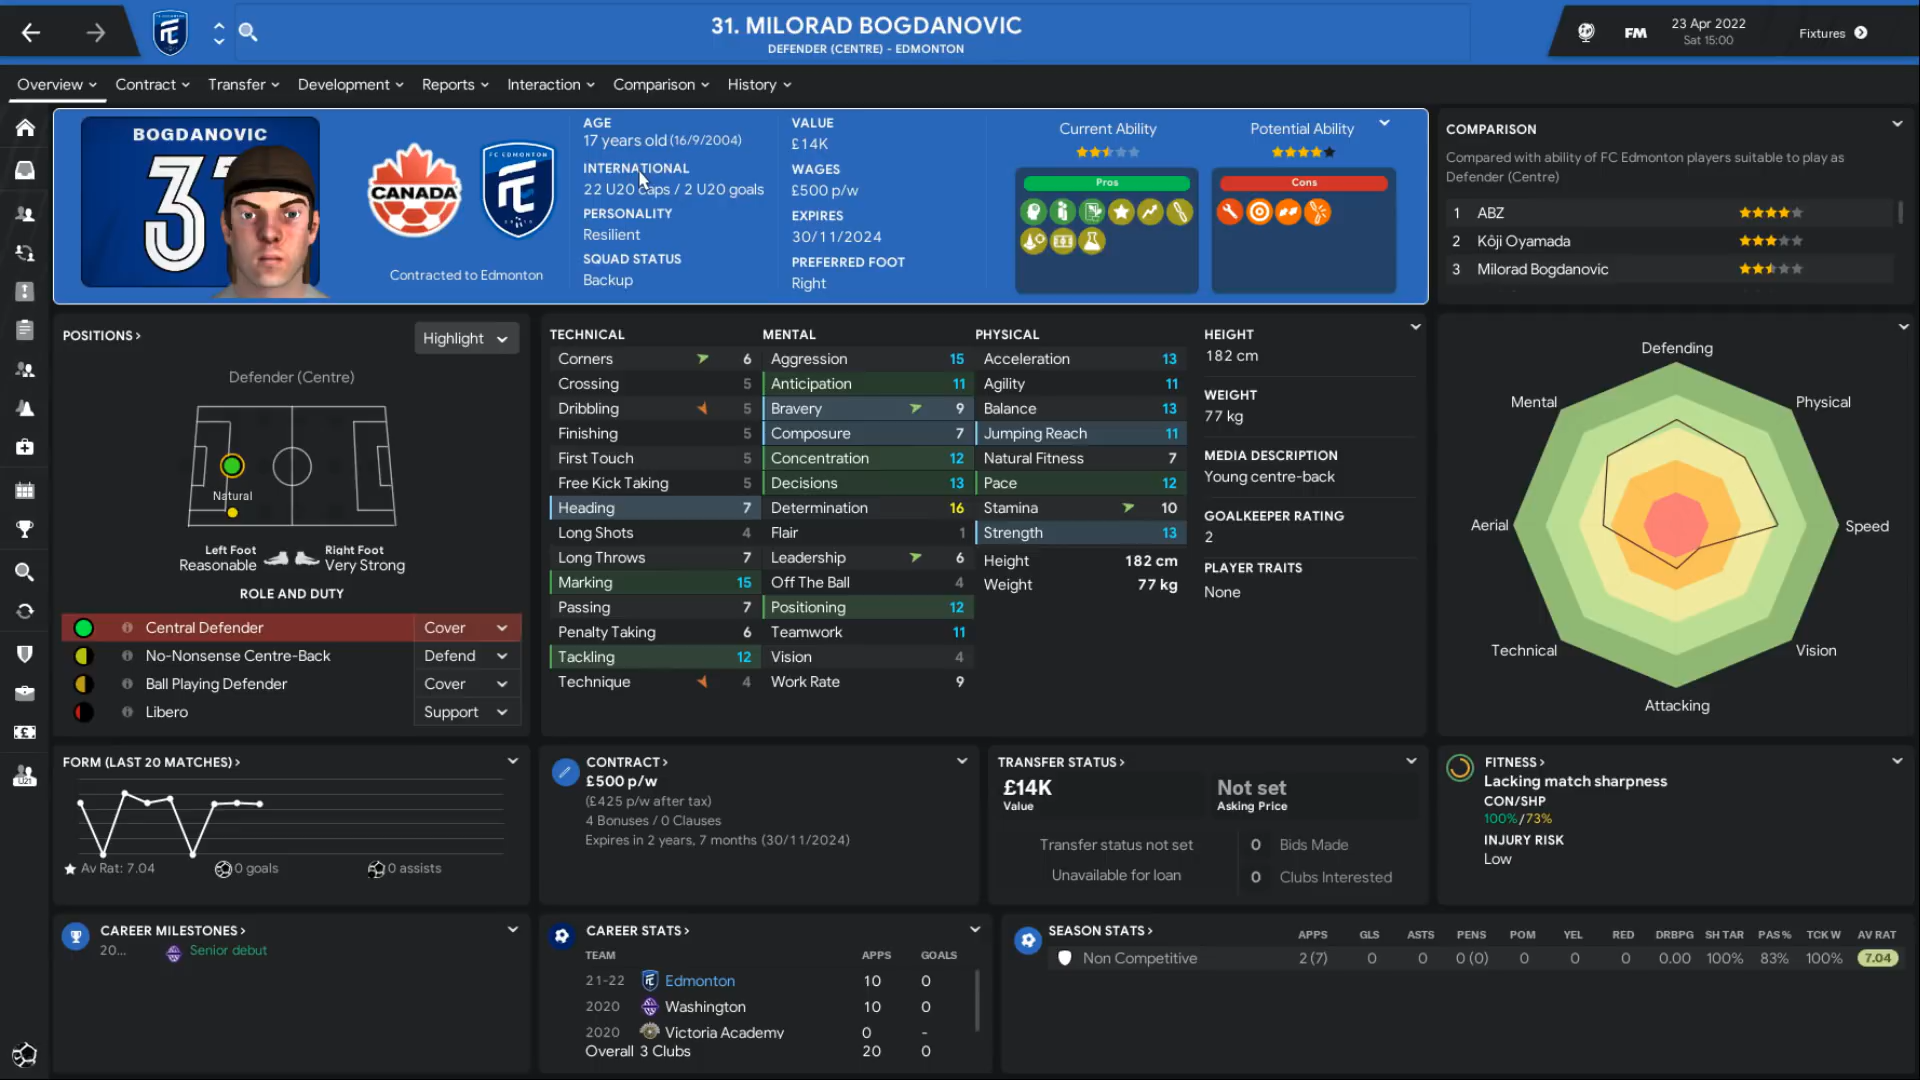 31. MILORAD BOGDANOVIC
DEFENDER (CENTRE) - EDMONTON
FM
23 Apr 2022
Sat 15:00
Fixtures
Overview
Contract
Transfer
Development
Reports
Interaction
Comparison
History
BOGDANOVIC
CANADA
FC EDMONTON
Contracted to Edmonton
AGE
17 years old (16/9/2004)
INTERNATIONAL
22 U20 caps / 2 U20 goals
PERSONALITY
Resilient
SQUAD STATUS
Backup
VALUE
£14K
WAGES
£500 p/w
EXPIRES
30/11/2024
PREFERRED FOOT
Right
Current Ability
Potential Ability
Pros
Cons
COMPARISON
Compared with ability of FC Edmonton players suitable to play as
Defender (Centre)
1 ABZ
2 Kōji Oyamada
3 Milorad Bogdanovic
POSITIONS >
Highlight
Defender (Centre)
Natural
Left Foot
Reasonable
Right Foot
Very Strong
ROLE AND DUTY
Central Defender Cover
No-Nonsense Centre-Back Defend
Ball Playing Defender Cover
Libero Support
TECHNICAL
Corners 6
Crossing 5
Dribbling 5
Finishing 5
First Touch 5
Free Kick Taking 5
Heading 7
Long Shots 4
Long Throws 7
Marking 15
Passing 7
Penalty Taking 6
Tackling 12
Technique 4
MENTAL
Aggression 15
Anticipation 11
Bravery 9
Composure 7
Concentration 12
Decisions 13
Determination 16
Flair 1
Leadership 6
Off The Ball 4
Positioning 12
Teamwork 11
Vision 4
Work Rate 9
PHYSICAL
Acceleration 13
Agility 11
Balance 13
Jumping Reach 11
Natural Fitness 7
Pace 12
Stamina 10
Strength 13
Height 182 cm
Weight 77 kg
HEIGHT
182 cm
WEIGHT
77 kg
MEDIA DESCRIPTION
Young centre-back
GOALKEEPER RATING
2
PLAYER TRAITS
None
Defending
Mental
Physical
Aerial
Speed
Technical
Vision
Attacking
FORM (LAST 20 MATCHES) >
Av Rat: 7.04
0 goals
0 assists
CONTRACT >
£500 p/w
(£425 p/w after tax)
4 Bonuses / 0 Clauses
Expires in 2 years, 7 months (30/11/2024)
TRANSFER STATUS >
£14K
Value
Not set
Asking Price
Transfer status not set
Unavailable for loan
0 Bids Made
0 Clubs Interested
FITNESS >
Lacking match sharpness
CON/SHP
100%/73%
INJURY RISK
Low
CAREER MILESTONES >
20... Senior debut
CAREER STATS >
TEAM APPS GOALS
21-22 Edmonton 10 0
2020 Washington 10 0
2020 Victoria Academy 0 -
Overall 3 Clubs 20 0
SEASON STATS >
APPS GLS ASTS PENS POM YEL RED DRBPG SH TAR PAS % TCK W AV RAT
Non Competitive 2 (7) 0 0 0 (0) 0 0 0 0.00 100% 83% 100% 7.04
U21